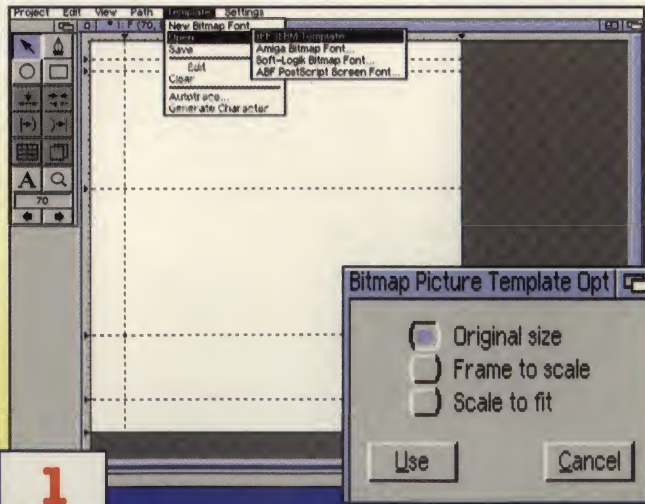 Project Edit View Path Template Settings
F (70,
New Bitmap Font...
Open
Save
Edit
Clear
Autotrace...
Generate Character
IFF ILBM Template...
Amiga Bitmap Font...
Soft-Logik Bitmap Font...
ABF PostScript Screen Font...
A
70
Bitmap Picture Template Opt
Original size
Frame to scale
Scale to fit
Use
Cancel
1